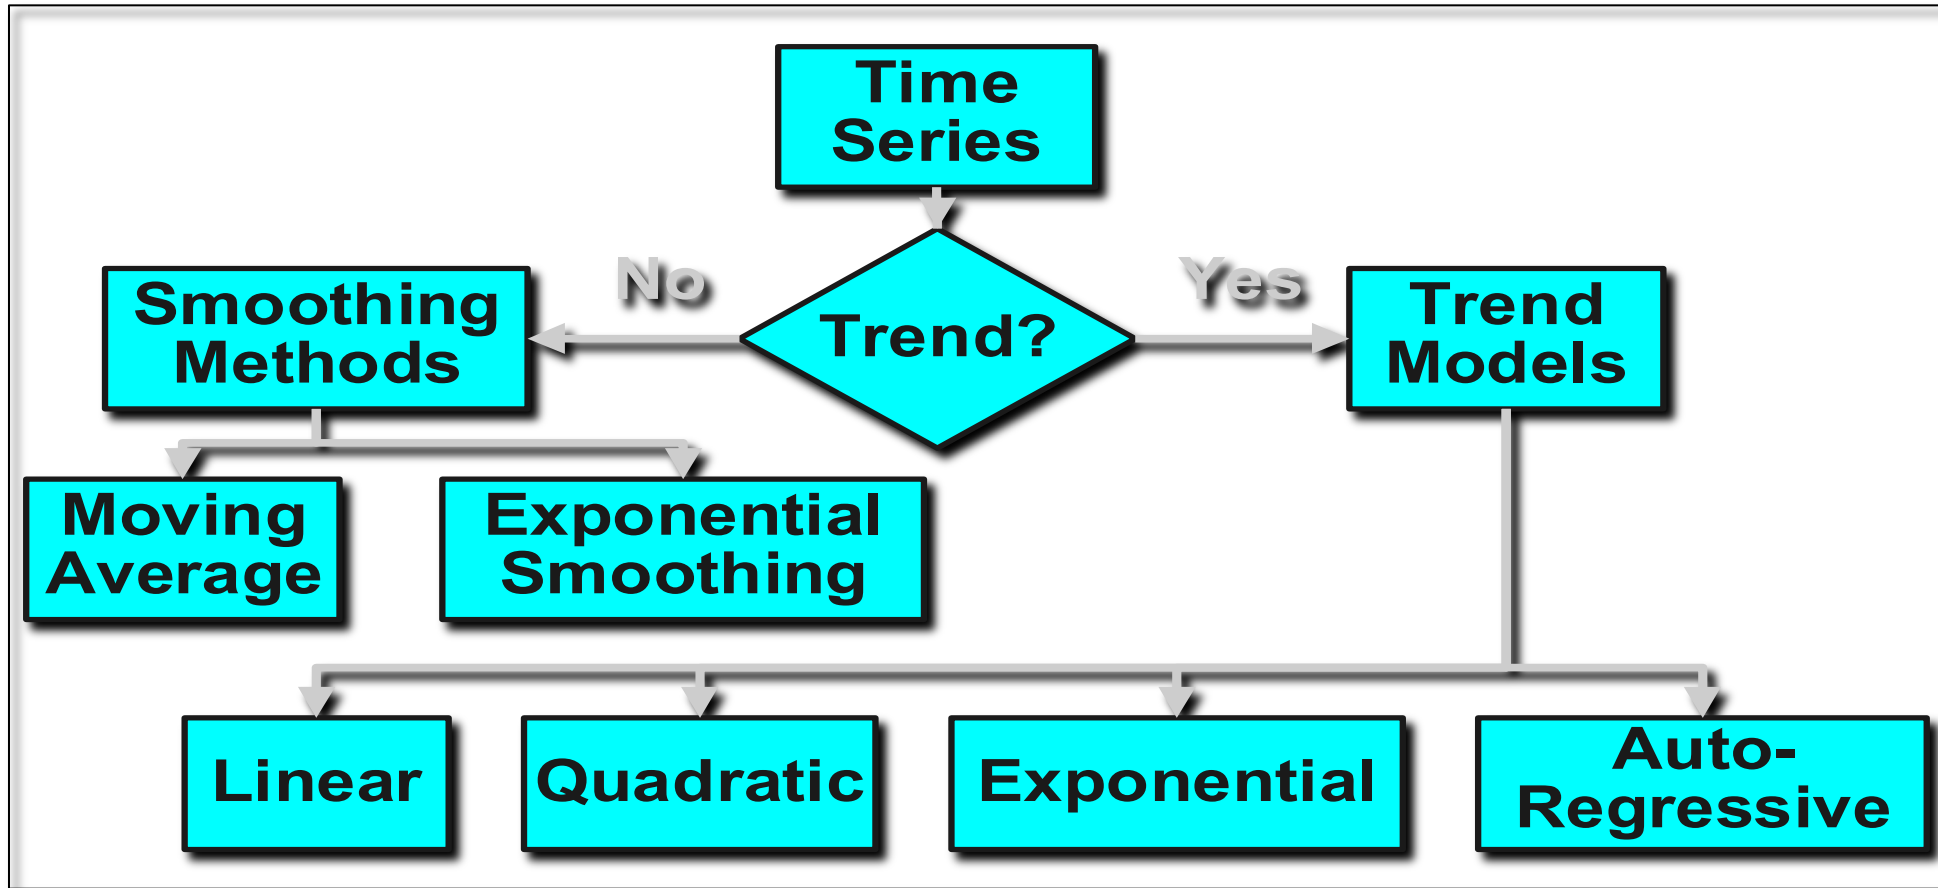 Time
Series
No
Yes
Smoothing
Methods
Trend?
Trend
Models
Moving
Average
Exponential
Smoothing
Linear
Quadratic
Exponential
Auto-
Regressive